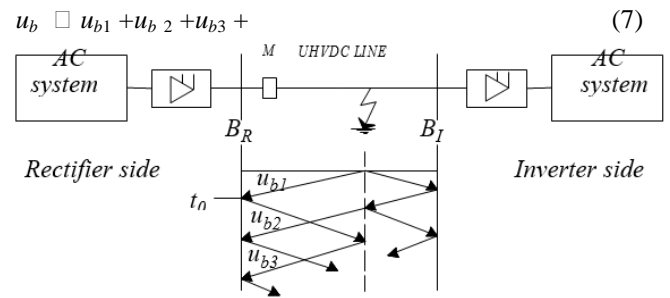 u_b □ u_b1 +u_b 2 +u_b3 + (7)
AC system
M UHVDC LINE
AC system
B_R B_I
Rectifier side
Inverter side
u_b1
t_0
u_b2
u_b3